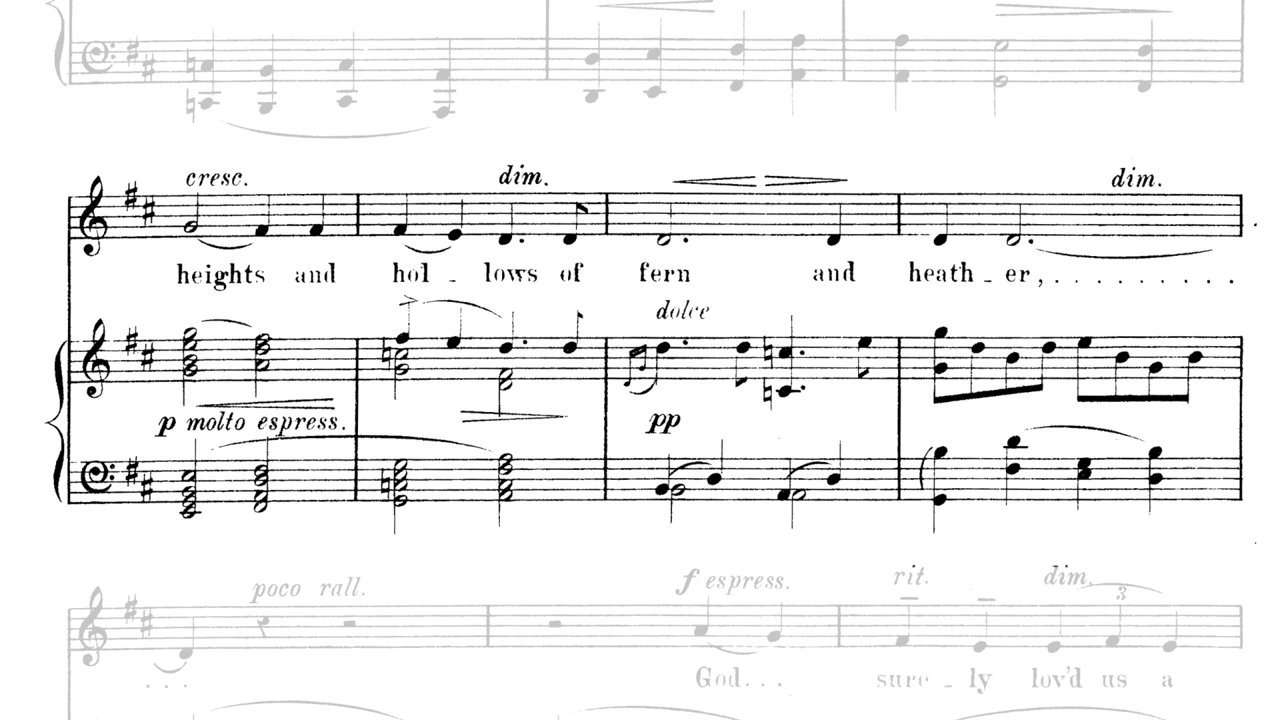 cresc. dim. dim.
heights and hol - lows of fern and heath - er, . . . . . . . . . .
dolce
p molto espress. pp
poco rall. f espress. rit. dim.
3
. . . God. . . sure - ly lov'd us a